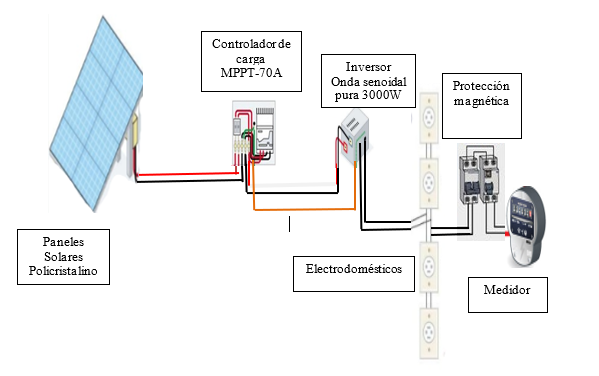 Controlador de
carga
MPPT-70A
Inversor
Onda senoidal
pura 3000W
Protección
magnética
Paneles
Solares
Policristalino
Electrodomésticos
Medidor